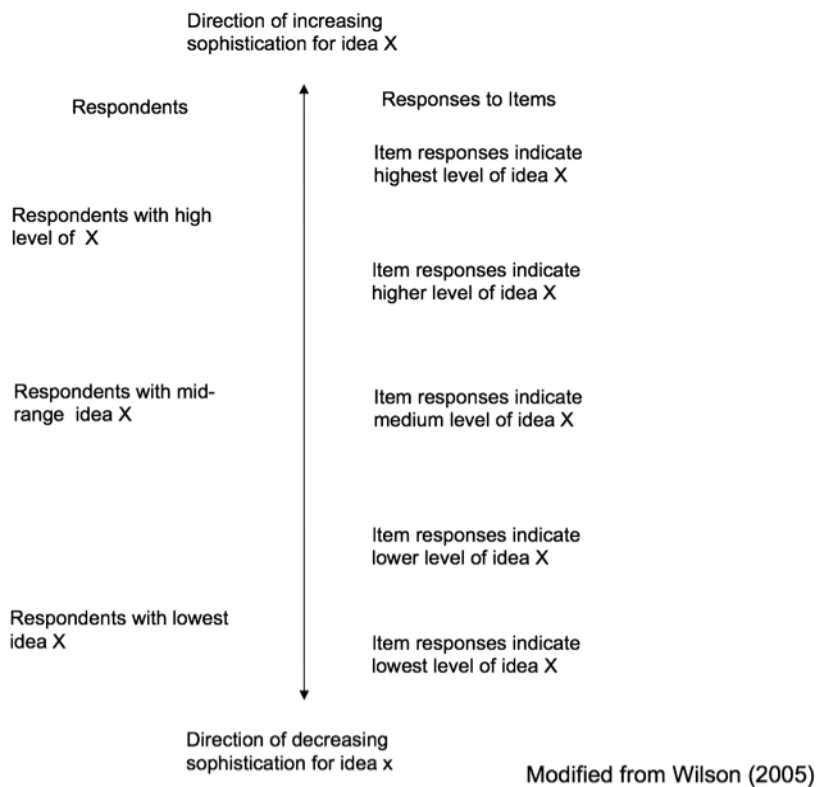 Direction of increasing
sophistication for idea X
Respondents
Responses to Items
Item responses indicate
highest level of idea X
Respondents with high
level of X
Item responses indicate
higher level of idea X
Respondents with mid-
range idea X
Item responses indicate
medium level of idea X
Item responses indicate
lower level of idea X
Respondents with lowest
idea X
Item responses indicate
lowest level of idea X
Direction of decreasing
sophistication for idea x
Modified from Wilson (2005)